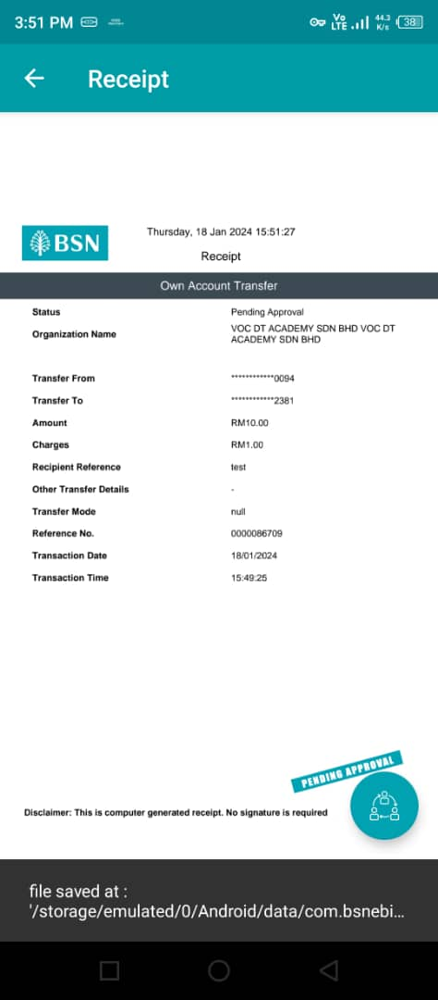 3:51 PM
Vo LTE 44.3 K/s 38
Receipt
BSN
Thursday, 18 Jan 2024 15:51:27
Receipt
Own Account Transfer
Status Pending Approval
Organization Name VOC DT ACADEMY SDN BHD VOC DT
ACADEMY SDN BHD
Transfer From ************0094
Transfer To ************2381
Amount RM10.00
Charges RM1.00
Recipient Reference test
Other Transfer Details -
Transfer Mode null
Reference No. 0000086709
Transaction Date 18/01/2024
Transaction Time 15:49:25
PENDING APPROVAL
Disclaimer: This is computer generated receipt. No signature is required
file saved at :
'/storage/emulated/0/Android/data/com.bsnebi...